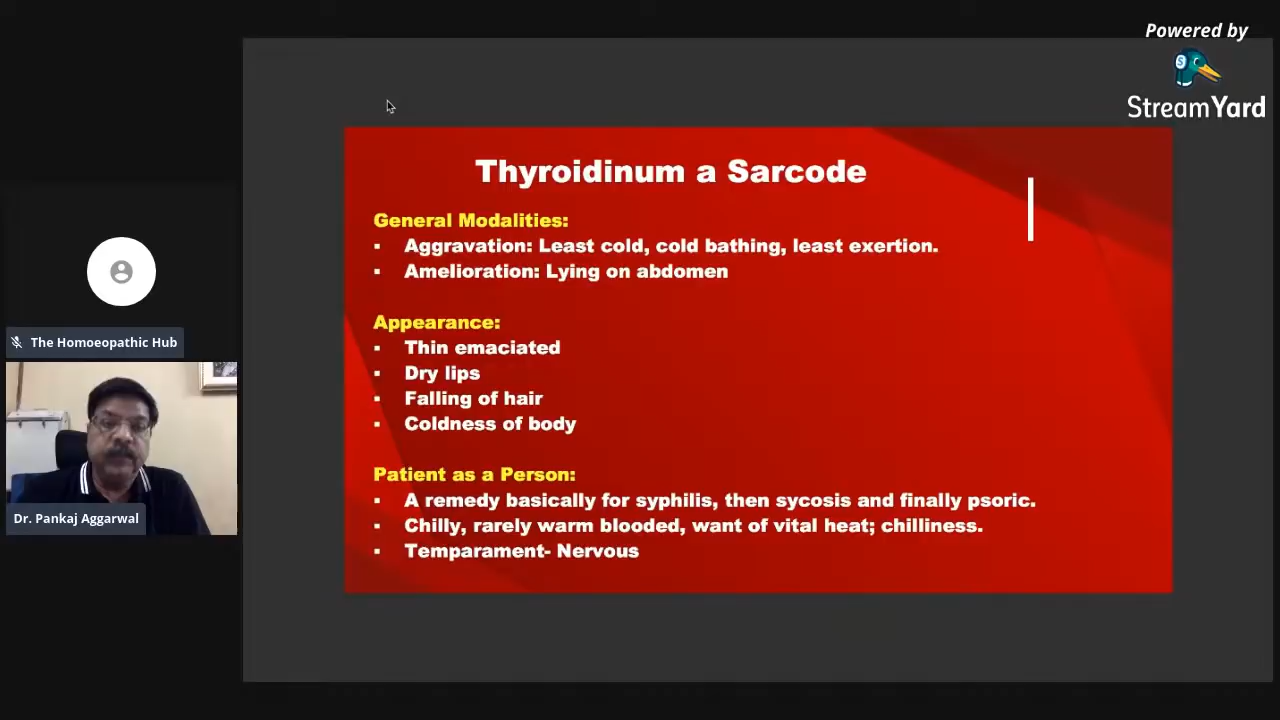 Powered by
StreamYard
Thyroidinum a Sarcode
General Modalities:
▪ Aggravation: Least cold, cold bathing, least exertion.
▪ Amelioration: Lying on abdomen
Appearance:
▪ Thin emaciated
▪ Dry lips
▪ Falling of hair
▪ Coldness of body
Patient as a Person:
▪ A remedy basically for syphilis, then sycosis and finally psoric.
▪ Chilly, rarely warm blooded, want of vital heat; chilliness.
▪ Temparament- Nervous
The Homoeopathic Hub
Dr. Pankaj Aggarwal